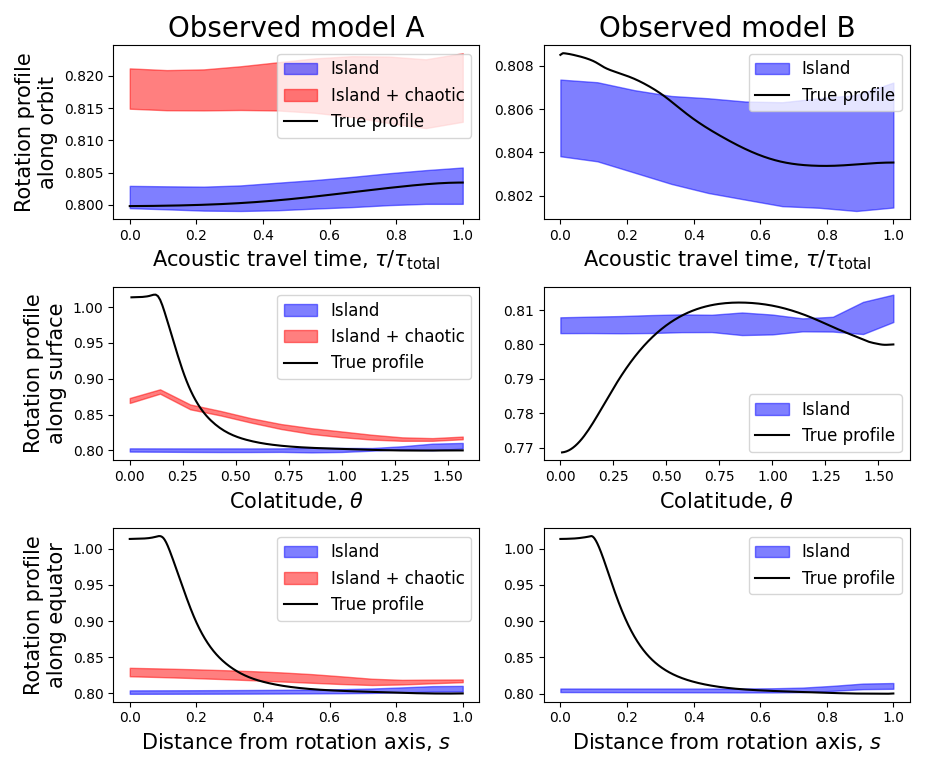 Observed model A
Observed model B
Rotation profile
along orbit
0.820
0.815
0.810
0.805
0.800
Island
Island + chaotic
True profile
0.0 0.2 0.4 0.6 0.8 1.0
Acoustic travel time, τ/τtotal
0.808
0.806
0.804
0.802
Island
True profile
0.0 0.2 0.4 0.6 0.8 1.0
Acoustic travel time, τ/τtotal
Rotation profile
along surface
1.00
0.95
0.90
0.85
0.80
Island
Island + chaotic
True profile
0.00 0.25 0.50 0.75 1.00 1.25 1.50
Colatitude, θ
0.81
0.80
0.79
0.78
0.77
Island
True profile
0.00 0.25 0.50 0.75 1.00 1.25 1.50
Colatitude, θ
Rotation profile
along equator
1.00
0.95
0.90
0.85
0.80
Island
Island + chaotic
True profile
0.0 0.2 0.4 0.6 0.8 1.0
Distance from rotation axis, s
1.00
0.95
0.90
0.85
0.80
Island
True profile
0.0 0.2 0.4 0.6 0.8 1.0
Distance from rotation axis, s